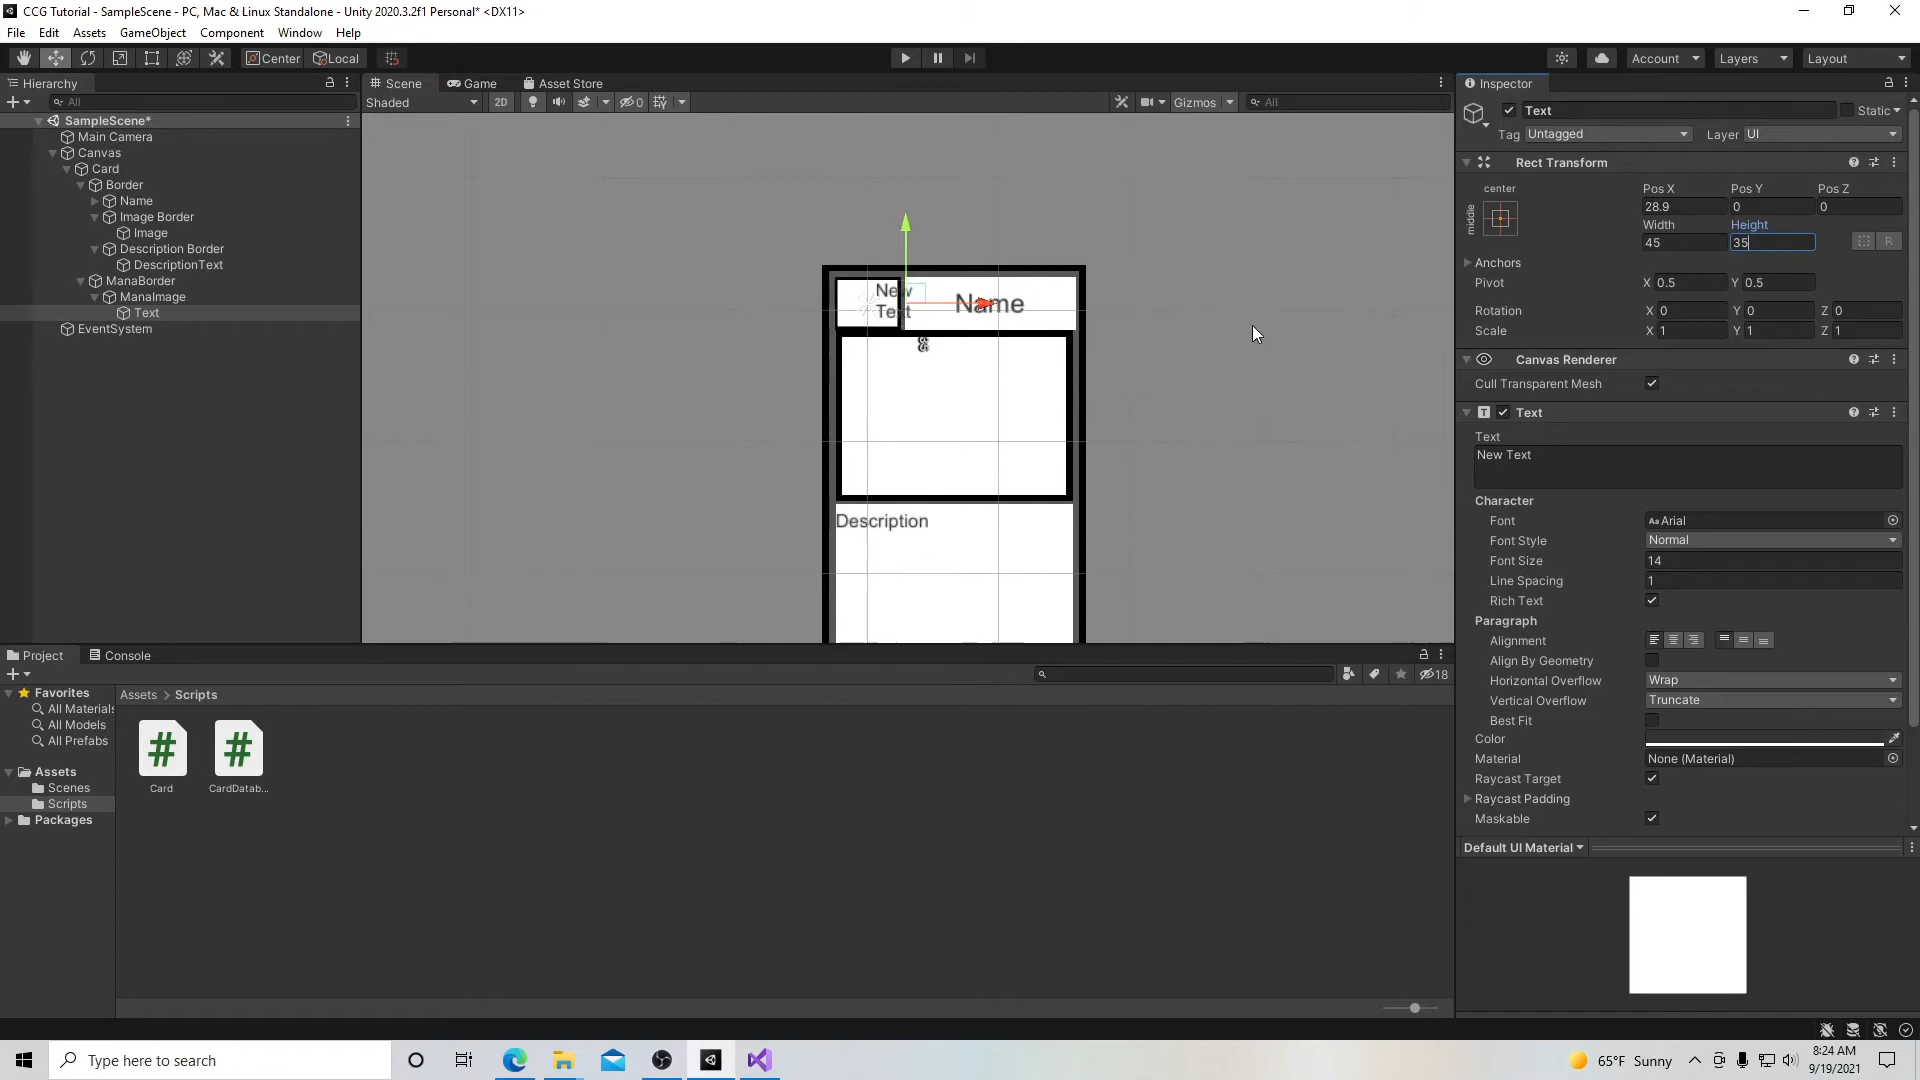 CCG Tutorial - SampleScene - PC, Mac & Linux Standalone - Unity 2020.3.2f1 Personal* <DX11>
File Edit Assets GameObject Component Window Help
Center Local Account Layers Layout
Hierarchy
All
SampleScene*
Main Camera
Canvas
Card
Border
Name
Image Border
Image
Description Border
DescriptionText
ManaBorder
ManaImage
Text
EventSystem
Scene Game Asset Store
Shaded 2D 0 Gizmos All
New
Text
Name
35
Description
Inspector
Text Static
Tag Untagged Layer UI
Rect Transform
center
middle
Pos X Pos Y Pos Z
28.9 0 0
Width Height
45 35
R
Anchors
Pivot X 0.5 Y 0.5
Rotation X 0 Y 0 Z 0
Scale X 1 Y 1 Z 1
Canvas Renderer
Cull Transparent Mesh
T Text
Text
New Text
Character
Font Aa Arial
Font Style Normal
Font Size 14
Line Spacing 1
Rich Text
Paragraph
Alignment
Align By Geometry
Horizontal Overflow Wrap
Vertical Overflow Truncate
Best Fit
Color
Material None (Material)
Raycast Target
Raycast Padding
Maskable
Default UI Material
Project Console
18
Favorites
All Materials
All Models
All Prefabs
Assets
Scenes
Scripts
Packages
Assets > Scripts
# #
Card CardDatab...
Type here to search
65°F Sunny
8:24 AM
9/19/2021